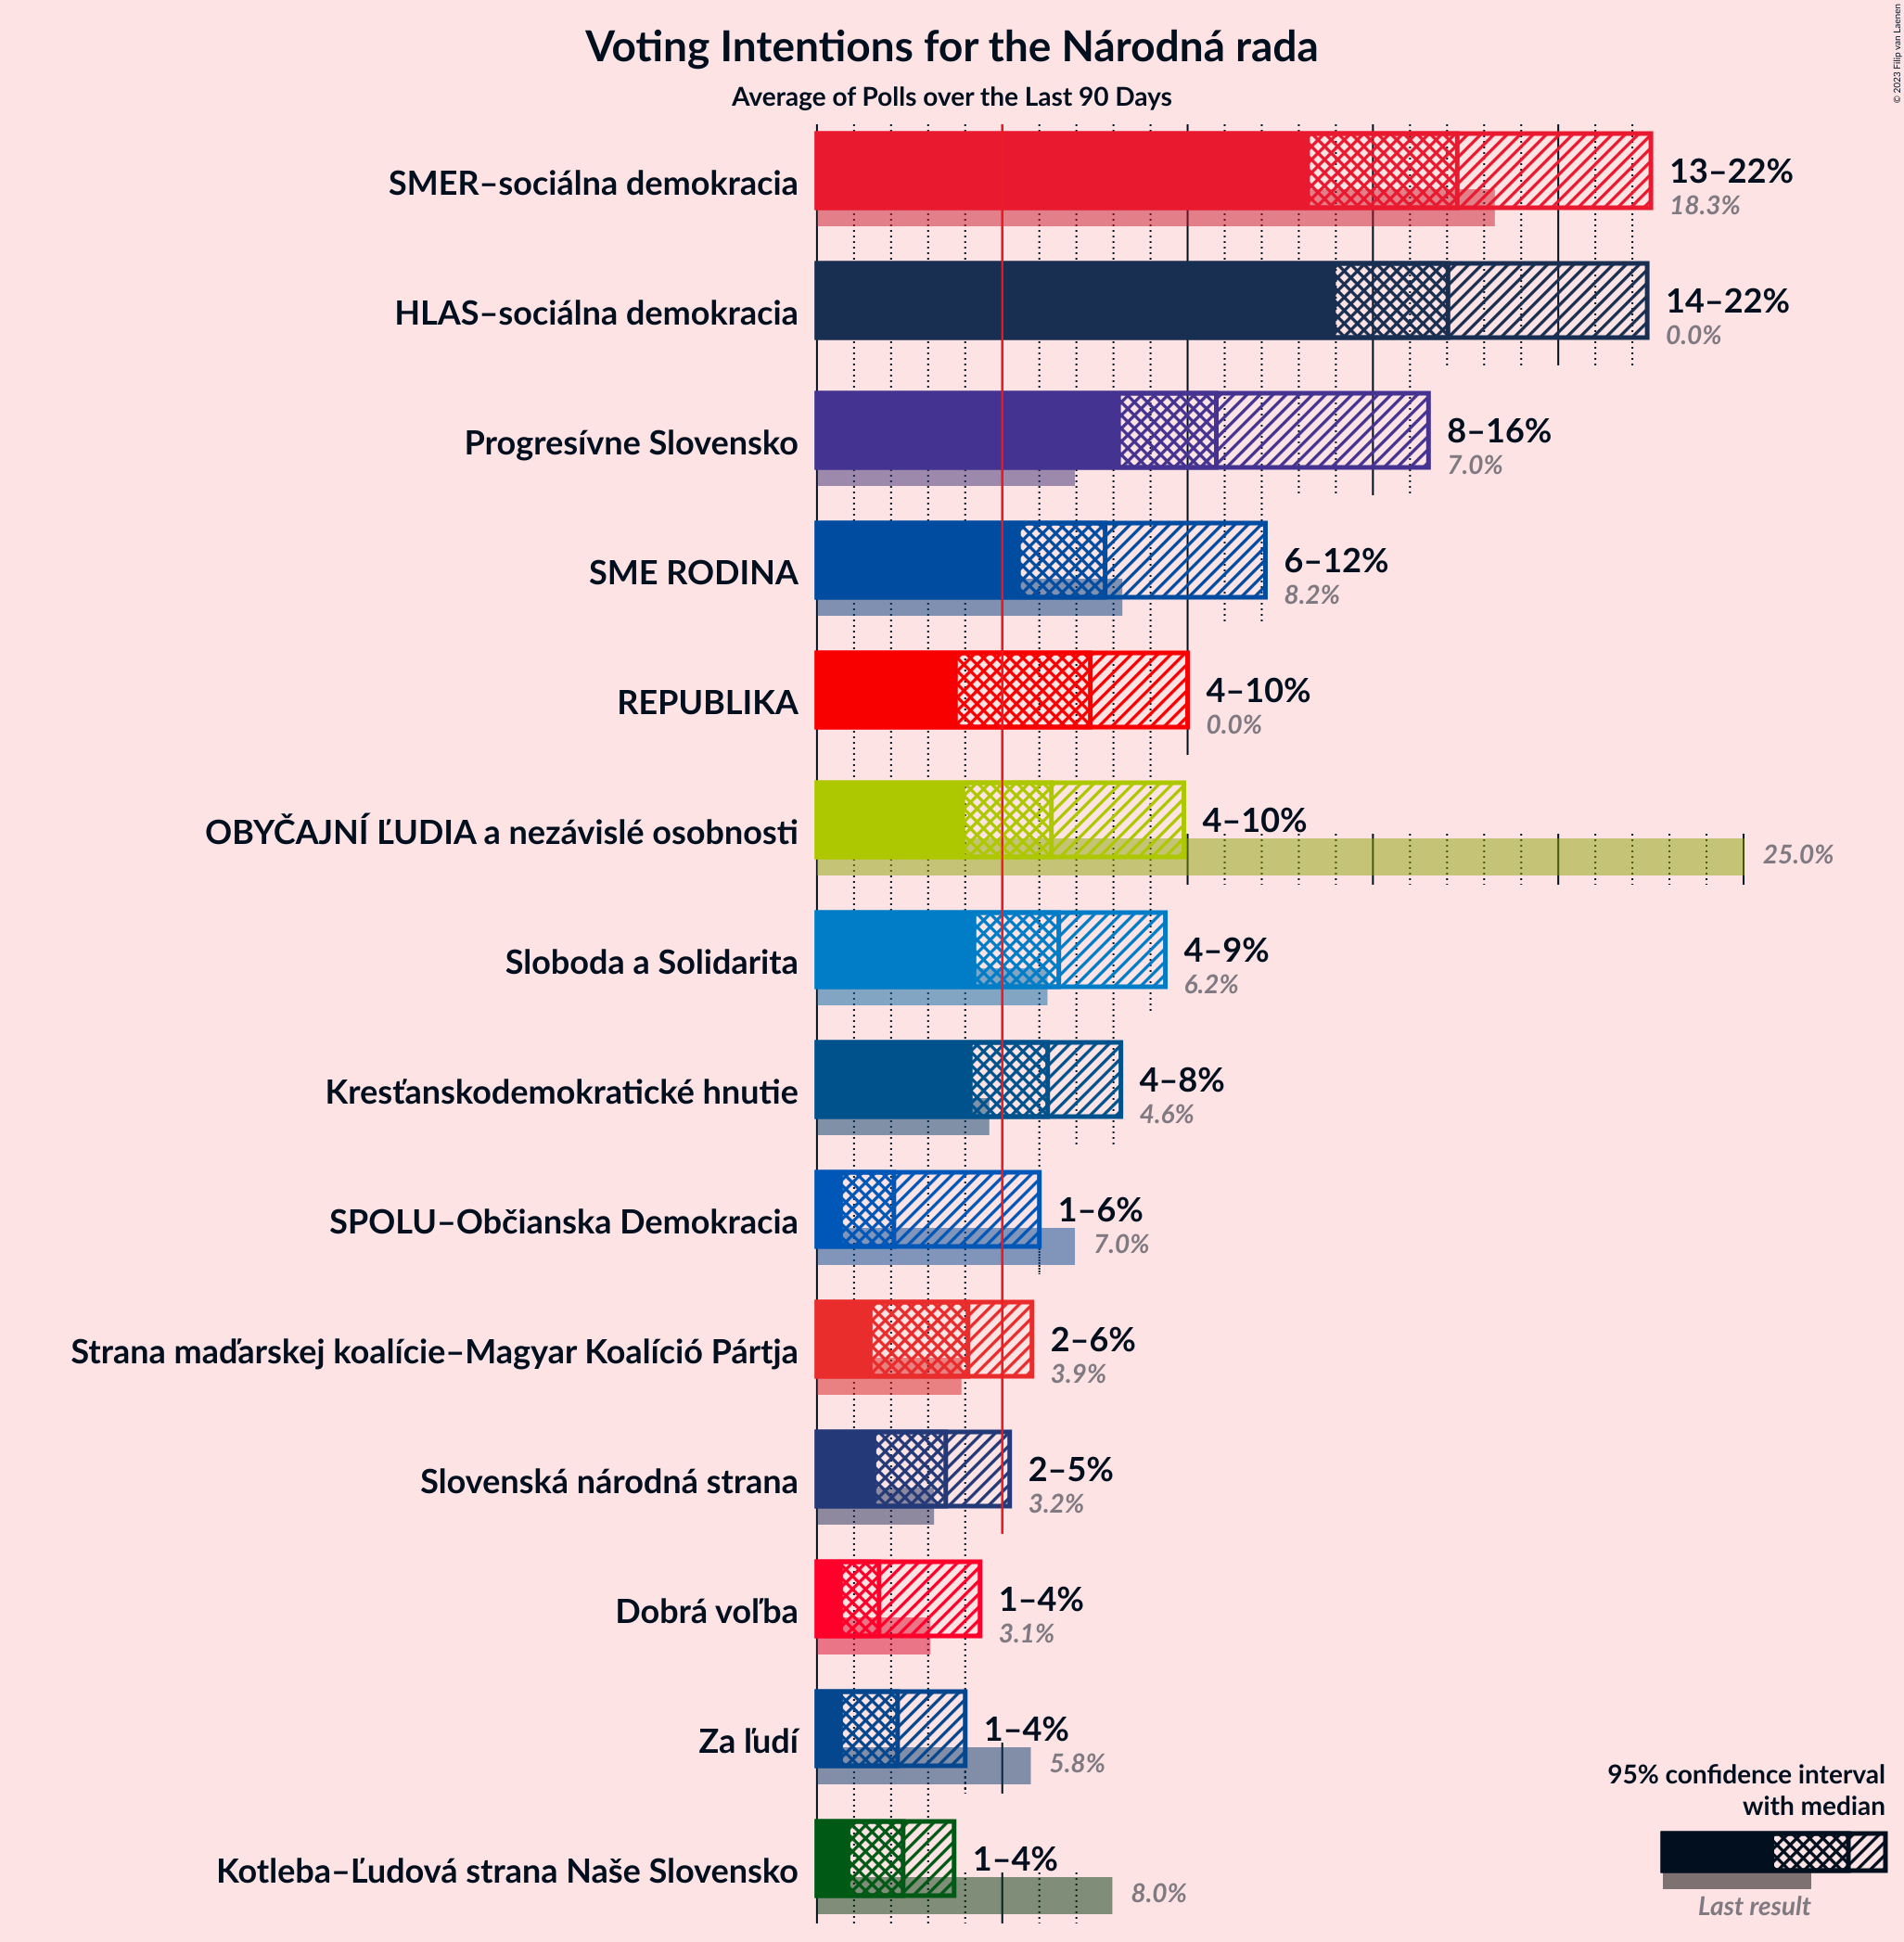 Voting Intentions for the Národná rada
Average of Polls over the Last 90 Days
© 2023 Filip van Laenen
SMER–sociálna demokracia
13–22%
18.3%
HLAS–sociálna demokracia
14–22%
0.0%
Progresívne Slovensko
8–16%
7.0%
SME RODINA
6–12%
8.2%
REPUBLIKA
4–10%
0.0%
OBYČAJNÍ ĽUDIA a nezávislé osobnosti
4–10%
25.0%
Sloboda a Solidarita
4–9%
6.2%
Kresťanskodemokratické hnutie
4–8%
4.6%
SPOLU–Občianska Demokracia
1–6%
7.0%
Strana maďarskej koalície–Magyar Koalíció Pártja
2–6%
3.9%
Slovenská národná strana
2–5%
3.2%
Dobrá voľba
1–4%
3.1%
Za ľudí
1–4%
5.8%
Kotleba–Ľudová strana Naše Slovensko
1–4%
8.0%
95% confidence interval
with median
Last result